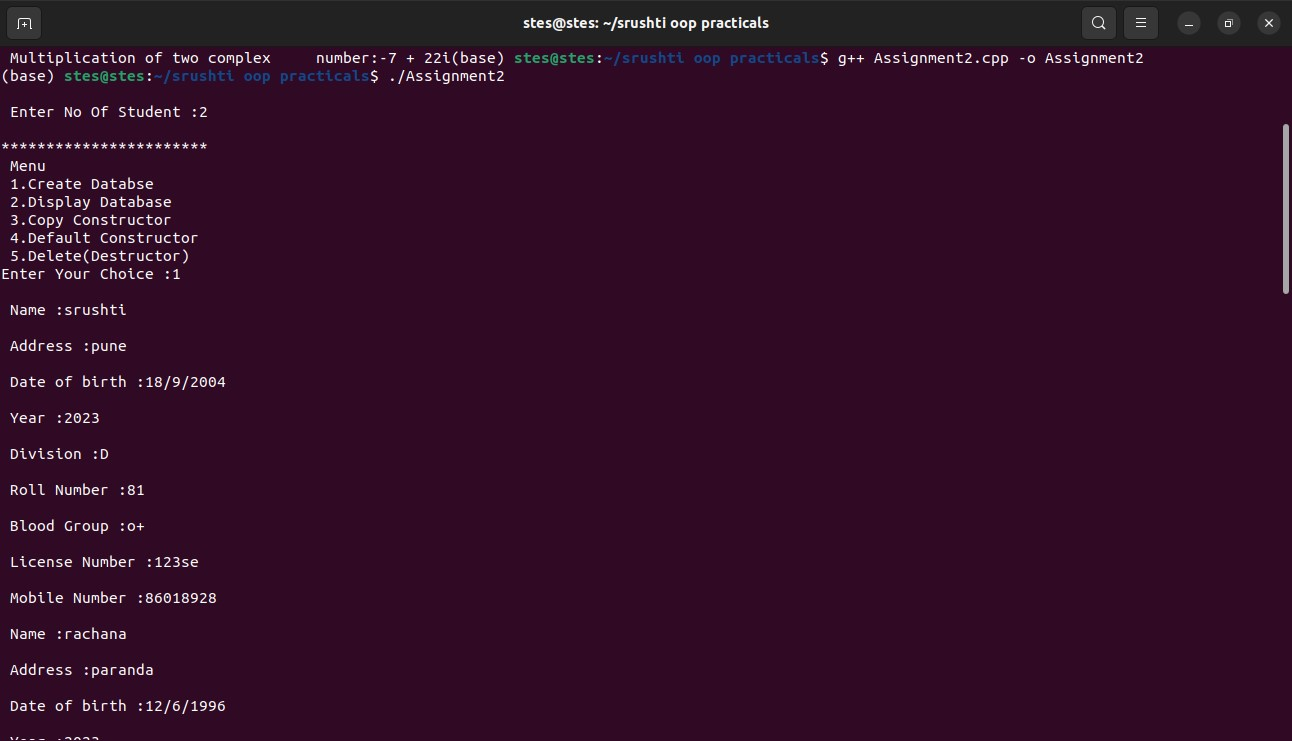 stes@stes: ~/srushti oop practicals
Multiplication of two complex     number:-7 + 22i(base) stes@stes:~/srushti oop practicals$ g++ Assignment2.cpp -o Assignment2
(base) stes@stes:~/srushti oop practicals$ ./Assignment2
Enter No Of Student :2
***********************
Menu
1.Create Databse
2.Display Database
3.Copy Constructor
4.Default Constructor
5.Delete(Destructor)
Enter Your Choice :1
Name :srushti
Address :pune
Date of birth :18/9/2004
Year :2023
Division :D
Roll Number :81
Blood Group :o+
License Number :123se
Mobile Number :86018928
Name :rachana
Address :paranda
Date of birth :12/6/1996
Year :2023